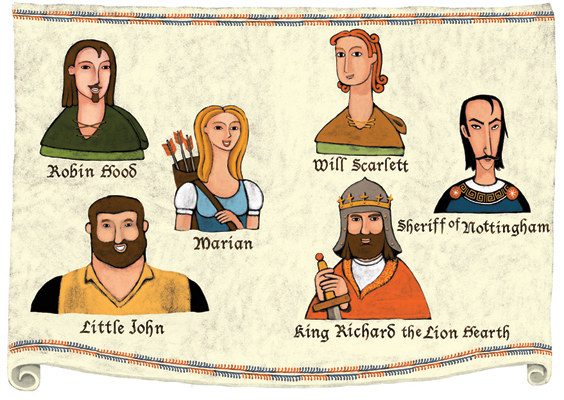 Robin Hood
Marian
Little John
Will Scarlett
Sheriff of Nottingham
King Richard the Lion Hearth